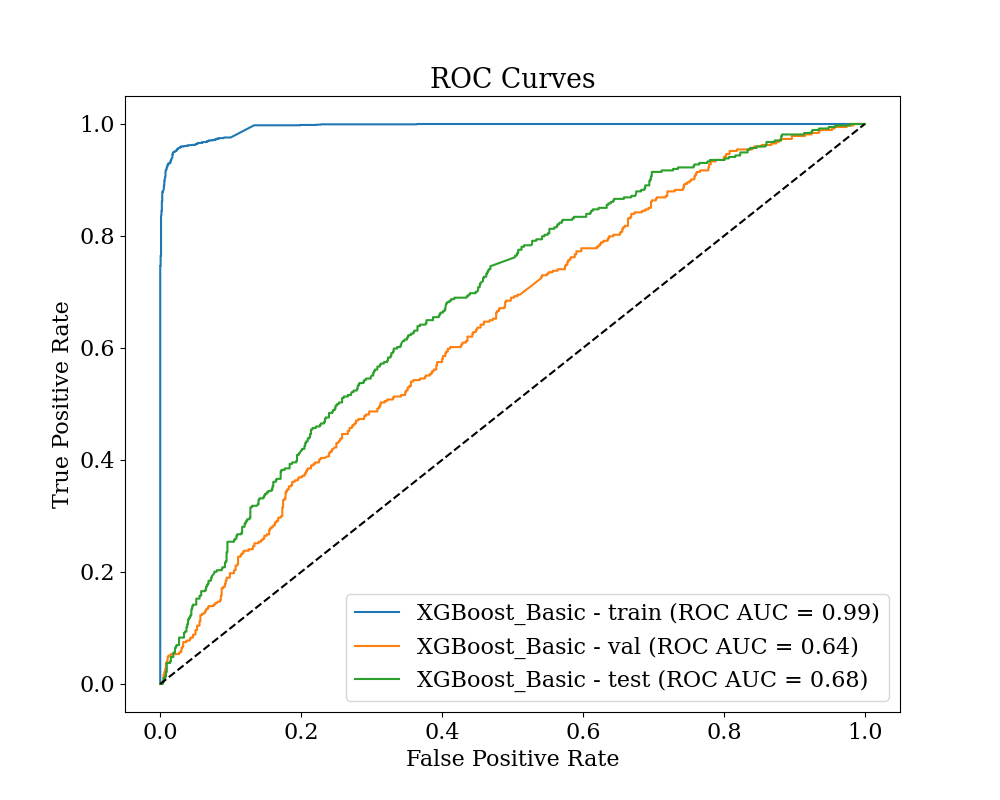 ROC Curves
True Positive Rate
1.0
0.8
0.6
0.4
0.2
0.0
XGBoost_Basic - train (ROC AUC = 0.99)
XGBoost_Basic - val (ROC AUC = 0.64)
XGBoost_Basic - test (ROC AUC = 0.68)
0.0 0.2 0.4 0.6 0.8 1.0
False Positive Rate